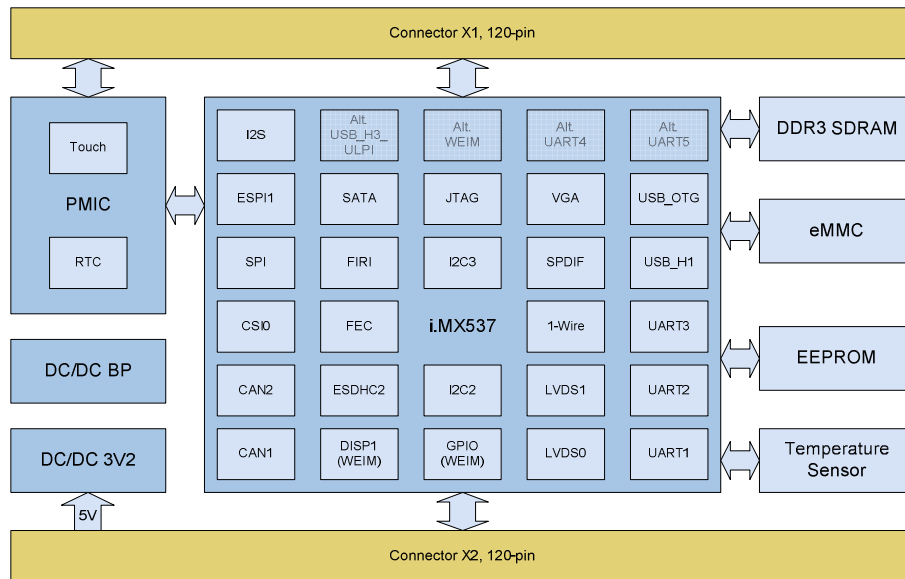 Connector X1, 120-pin
Touch
PMIC
RTC
DC/DC BP
DC/DC 3V2
5V
I2S
Alt.
USB_H3_
ULPI
Alt.
WEIM
Alt.
UART4
Alt.
UART5
ESPI1
SATA
JTAG
VGA
USB_OTG
SPI
FIRI
I2C3
SPDIF
USB_H1
CSI0
FEC
i.MX537
1-Wire
UART3
CAN2
ESDHC2
I2C2
LVDS1
UART2
CAN1
DISP1
(WEIM)
GPIO
(WEIM)
LVDS0
UART1
DDR3 SDRAM
eMMC
EEPROM
Temperature
Sensor
Connector X2, 120-pin